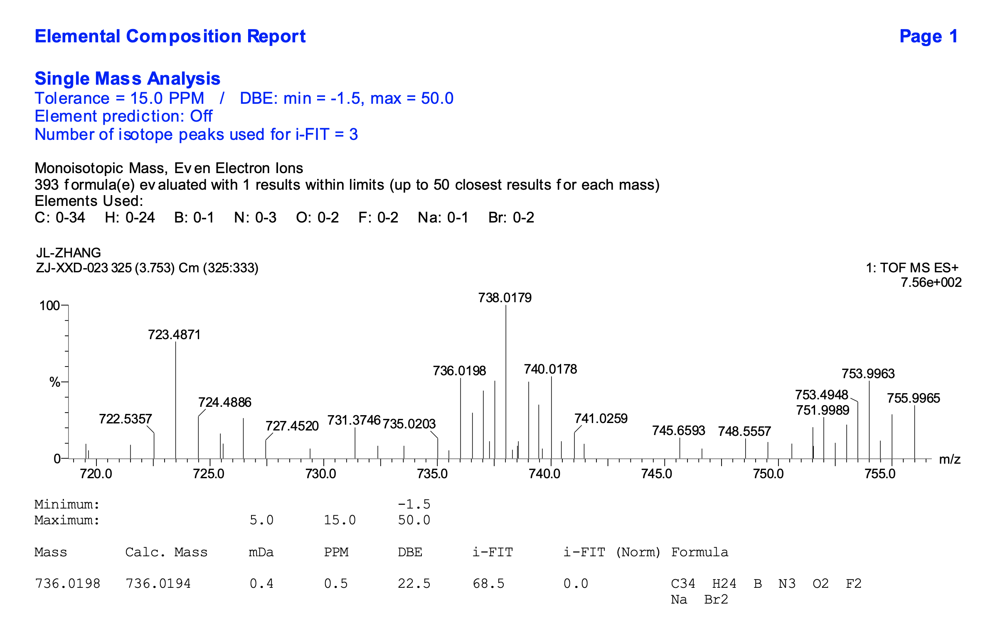 Elemental Composition Report Page 1
Single Mass Analysis
Tolerance = 15.0 PPM / DBE: min = -1.5, max = 50.0
Element prediction: Off
Number of isotope peaks used for i-FIT = 3
Monoisotopic Mass, Even Electron Ions
393 formula(e) evaluated with 1 results within limits (up to 50 closest results for each mass)
Elements Used:
C: 0-34 H: 0-24 B: 0-1 N: 0-3 O: 0-2 F: 0-2 Na: 0-1 Br: 0-2
JL-ZHANG
ZJ-XXD-023 325 (3.753) Cm (325:333) 1: TOF MS ES+
7.56e+002
738.0179
100
723.4871
736.0198 740.0178
753.9963
%
753.4948 755.9965
724.4886
751.9989
722.5357 741.0259
731.3746 735.0203
727.4520
745.6593 748.5557
0
m/z
720.0 725.0 730.0 735.0 740.0 745.0 750.0 755.0
Minimum: -1.5
Maximum: 5.0 15.0 50.0
Mass Calc. Mass mDa PPM DBE i-FIT i-FIT (Norm) Formula
736.0198 736.0194 0.4 0.5 22.5 68.5 0.0 C34 H24 B N3 O2 F2
Na Br2